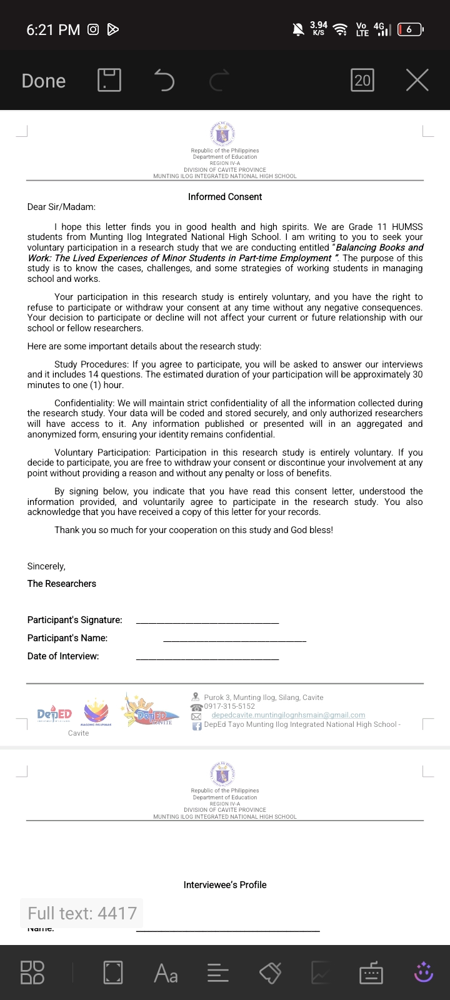 6:21 PM
3.94 K/S
Vo LTE
4G
6
Done
20
Republic of the Philippines
Department of Education
REGION IV-A
DIVISION OF CAVITE PROVINCE
MUNTING ILOG INTEGRATED NATIONAL HIGH SCHOOL
Informed Consent
Dear Sir/Madam:
I hope this letter finds you in good health and high spirits. We are Grade 11 HUMSS
students from Munting Ilog Integrated National High School. I am writing to you to seek your
voluntary participation in a research study that we are conducting entitled “Balancing Books and
Work: The Lived Experiences of Minor Students in Part-time Employment ”. The purpose of this
study is to know the cases, challenges, and some strategies of working students in managing
school and works.
Your participation in this research study is entirely voluntary, and you have the right to
refuse to participate or withdraw your consent at any time without any negative consequences.
Your decision to participate or decline will not affect your current or future relationship with our
school or fellow researchers.
Here are some important details about the research study:
Study Procedures: If you agree to participate, you will be asked to answer our interviews
and it includes 14 questions. The estimated duration of your participation will be approximately 30
minutes to one (1) hour.
Confidentiality: We will maintain strict confidentiality of all the information collected during
the research study. Your data will be coded and stored securely, and only authorized researchers
will have access to it. Any information published or presented will in an aggregated and
anonymized form, ensuring your identity remains confidential.
Voluntary Participation: Participation in this research study is entirely voluntary. If you
decide to participate, you are free to withdraw your consent or discontinue your involvement at any
point without providing a reason and without any penalty or loss of benefits.
By signing below, you indicate that you have read this consent letter, understood the
information provided, and voluntarily agree to participate in the research study. You also
acknowledge that you have received a copy of this letter for your records.
Thank you so much for your cooperation on this study and God bless!
Sincerely,
The Researchers
Participant's Signature:
Participant's Name:
Date of Interview:
DepED
BAGONG PILIPINAS
DepED
CAVITE
Purok 3, Munting Ilog, Silang, Cavite
0917-315-5152
depedcavite.muntingilognhsmain@gmail.com
DepEd Tayo Munting Ilog Integrated National High School -
Cavite
Republic of the Philippines
Department of Education
REGION IV-A
DIVISION OF CAVITE PROVINCE
MUNTING ILOG INTEGRATED NATIONAL HIGH SCHOOL
Interviewee’s Profile
Full text: 4417
Name:
Aa